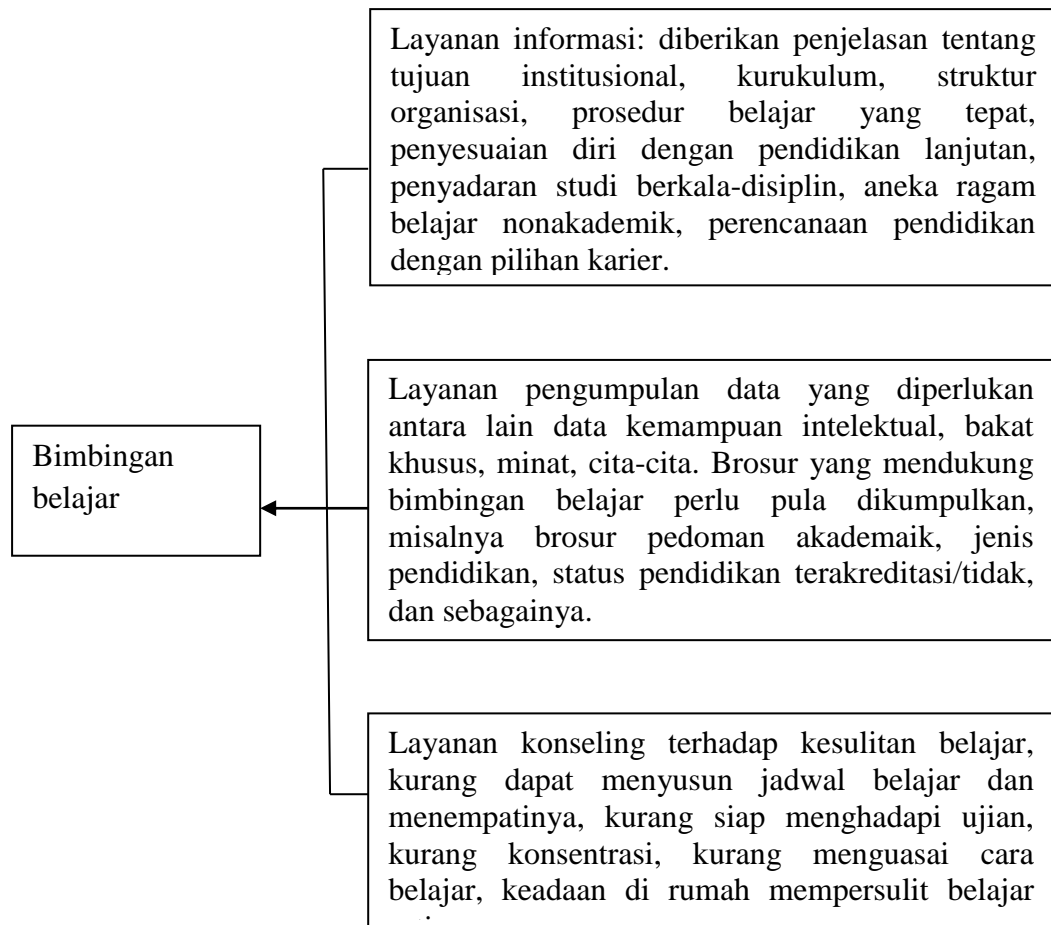 Layanan informasi: diberikan penjelasan tentang
tujuan institusional, kurukulum, struktur
organisasi, prosedur belajar yang tepat,
penyesuaian diri dengan pendidikan lanjutan,
penyadaran studi berkala-disiplin, aneka ragam
belajar nonakademik, perencanaan pendidikan
dengan pilihan karier.
Bimbingan
belajar
Layanan pengumpulan data yang diperlukan
antara lain data kemampuan intelektual, bakat
khusus, minat, cita-cita. Brosur yang mendukung
bimbingan belajar perlu pula dikumpulkan,
misalnya brosur pedoman akademaik, jenis
pendidikan, status pendidikan terakreditasi/tidak,
dan sebagainya.
Layanan konseling terhadap kesulitan belajar,
kurang dapat menyusun jadwal belajar dan
menempatinya, kurang siap menghadapi ujian,
kurang konsentrasi, kurang menguasai cara
belajar, keadaan di rumah mempersulit belajar